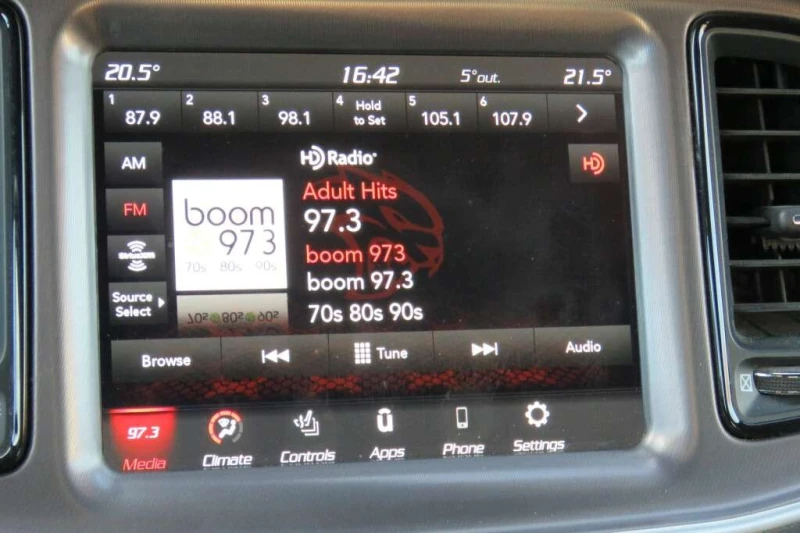 20.5° 16:42 5°out. 21.5°
1 87.9 2 88.1 3 98.1 4 Hold to Set 5 105.1 6 107.9
AM
HD Radio
HD
FM
SiriusXM
Source Select
boom
973
70s 80s 90s
Adult Hits
97.3
boom 973
boom 97.3
70s 80s 90s
Browse Tune Audio
97.3
Media Climate Controls Apps Phone Settings